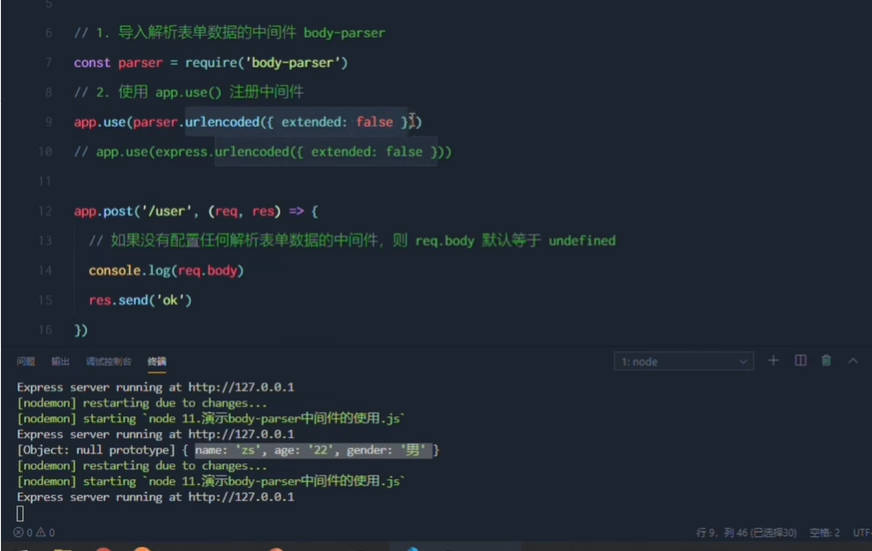 5
6 // 1. 导入解析表单数据的中间件 body-parser
7 const parser = require('body-parser')
8 // 2. 使用 app.use() 注册中间件
9 app.use(parser.urlencoded({ extended: false }))
10 // app.use(express.urlencoded({ extended: false }))
11
12 app.post('/user', (req, res) => {
13 // 如果没有配置任何解析表单数据的中间件，则 req.body 默认等于 undefined
14 console.log(req.body)
15 res.send('ok')
16 })
问题 输出 调试控制台 终端 1: node
Express server running at http://127.0.0.1
[nodemon] restarting due to changes...
[nodemon] starting `node 11.演示body-parser中间件的使用.js`
Express server running at http://127.0.0.1
[Object: null prototype] { name: 'zs', age: '22', gender: '男' }
[nodemon] restarting due to changes...
[nodemon] starting `node 11.演示body-parser中间件的使用.js`
Express server running at http://127.0.0.1
0 0 行 9，列 46 (已选择30) 空格: 2 UTF-